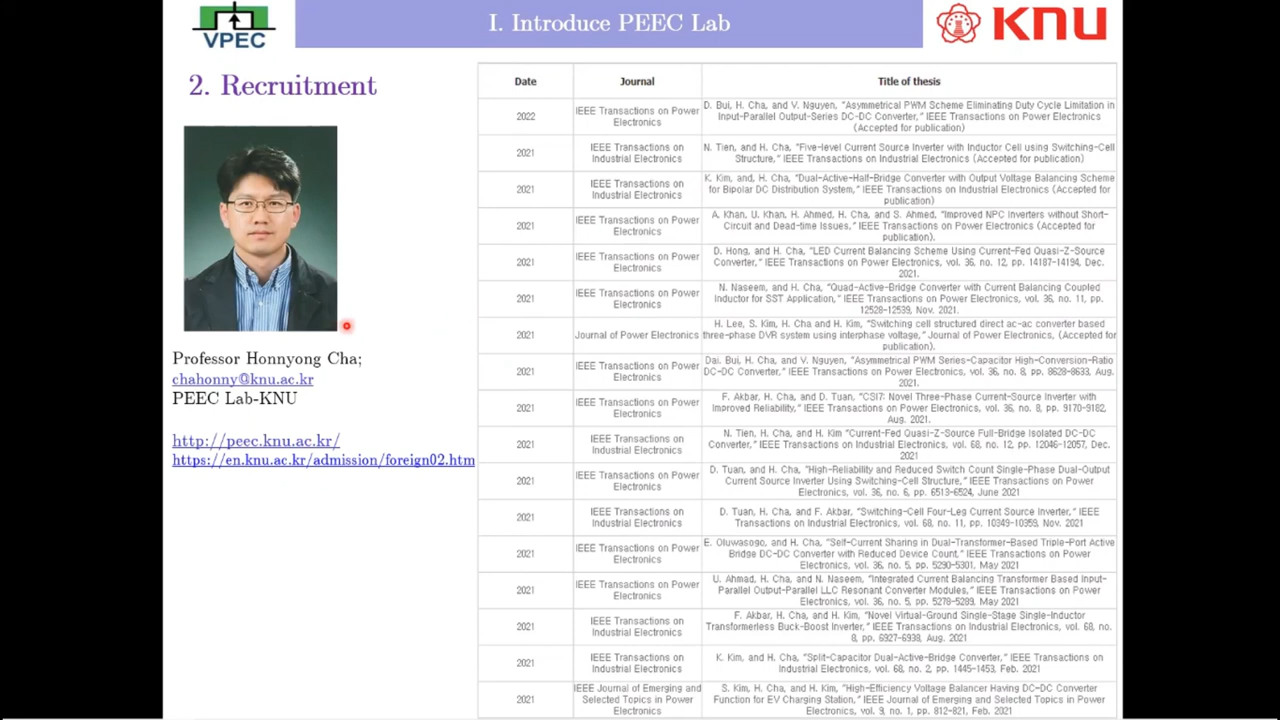 VPEC
I. Introduce PEEC Lab
KNU
2. Recruitment
Professor Honnyong Cha;
chahonny@knu.ac.kr
PEEC Lab-KNU
http://peec.knu.ac.kr/
https://en.knu.ac.kr/admission/foreign02.htm
Date Journal Title of thesis
2022
IEEE Transactions on Power
Electronics
D. Bui, H. Cha, and V. Nguyen, "Asymmetrical PWM Scheme Eliminating Duty Cycle Limitation in
Input-Parallel Output-Series DC-DC Converter," IEEE Transactions on Power Electronics
(Accepted for publication)
2021
IEEE Transactions on
Industrial Electronics
N. Tien, and H. Cha, "Five-level Current Source Inverter with Inductor Cell using Switching-Cell
Structure," IEEE Transactions on Industrial Electronics (Accepted for publication)
2021
IEEE Transactions on
Industrial Electronics
K. Kim, and, H. Cha, "Dual-Active-Half-Bridge Converter with Output Voltage Balancing Scheme
for Bipolar DC Distribution System," IEEE Transactions on Industrial Electronics (Accepted for
publication)
2021
IEEE Transactions on Power
Electronics
A. Khan, U. Khan, H. Ahmed, H. Cha, and S. Ahmed, "Improved NPC Inverters without Short-
Circuit and Dead-time Issues," IEEE Transactions on Power Electronics (Accepted for
publication).
2021
IEEE Transactions on Power
Electronics
D. Hong, and H. Cha, "LED Current Balancing Scheme Using Current-Fed Quasi-Z-Source
Converter," IEEE Transactions on Power Electronics, vol. 36, no. 12, pp. 14187-14194, Dec.
2021.
2021
IEEE Transactions on Power
Electronics
N. Naseem, and H. Cha, "Quad-Active-Bridge Converter with Current Balancing Coupled
Inductor for SST Application," IEEE Transactions on Power Electronics, vol. 36, no. 11, pp.
12528-12539, Nov. 2021.
2021
Journal of Power Electronics
H. Lee, S. Kim, H. Cha and H. Kim, "Switching cell structured direct ac-ac converter based
three-phase DVR system using interphase voltage," Journal of Power Electronics, (Accepted for
publication).
2021
IEEE Transactions on Power
Electronics
Dai. Bui, H. Cha, and V. Nguyen, "Asymmetrical PWM Series-Capacitor High-Conversion-Ratio
DC-DC Converter," IEEE Transactions on Power Electronics, vol. 36, no. 8, pp. 8628-8633, Aug.
2021.
2021
IEEE Transactions on Power
Electronics
F. Akbar, H. Cha, and D. Tuan, "CSI7: Novel Three-Phase Current-Source Inverter with
Improved Reliability," IEEE Transactions on Power Electronics, vol. 36, no. 8, pp. 9170-9182,
Aug. 2021.
2021
IEEE Transactions on
Industrial Electronics
N. Tien, and H. Cha, and H. Kim "Current-Fed Quasi-Z-Source Full-Bridge Isolated DC-DC
Converter," IEEE Transactions on Industrial Electronics, vol. 68, no. 12, pp. 12046-12057, Dec.
2021
2021
IEEE Transactions on Power
Electronics
D. Tuan, and H. Cha, "High-Reliability and Reduced Switch Count Single-Phase Dual-Output
Current Source Inverter Using Switching-Cell Structure," IEEE Transactions on Power
Electronics, vol. 36, no. 6, pp. 6513-6524, June 2021
2021
IEEE Transactions on
Industrial Electronics
D. Tuan, H. Cha, and F. Akbar, "Switching-Cell Four-Leg Current Source Inverter," IEEE
Transactions on Industrial Electronics, vol. 68, no. 11, pp. 10349-10959, Nov. 2021
2021
IEEE Transactions on Power
Electronics
E. Oluwasogo, and H. Cha, "Self-Current Sharing in Dual-Transformer-Based Triple-Port Active
Bridge DC-DC Converter with Reduced Device Count," IEEE Transactions on Power
Electronics, vol. 36, no. 5, pp. 5290-5301, May 2021
2021
IEEE Transactions on Power
Electronics
U. Ahmad, H. Cha, and N. Naseem, "Integrated Current Balancing Transformer Based Input-
Parallel Output-Parallel LLC Resonant Converter Modules," IEEE Transactions on Power
Electronics, vol. 36, no. 5, pp. 5278-5289, May 2021
2021
IEEE Transactions on
Industrial Electronics
F. Akbar, H. Cha, and H. Kim, "Novel Virtual-Ground Single-Stage Single-Inductor
Transformerless Buck-Boost Inverter," IEEE Transactions on Industrial Electronics, vol. 68, no.
8, pp. 6927-6938, Aug. 2021
2021
IEEE Transactions on
Industrial Electronics
K. Kim, and H. Cha, "Split-Capacitor Dual-Active-Bridge Converter," IEEE Transactions on
Industrial Electronics, vol. 68, no. 2, pp. 1445-1453, Feb. 2021
2021
IEEE Journal of Emerging and
Selected Topics in Power
Electronics
S. Kim, H. Cha, and H. Kim, "High-Efficiency Voltage Balancer Having DC-DC Converter
Function for EV Charging Station," IEEE Journal of Emerging and Selected Topics in Power
Electronics, vol. 9, no. 1, pp. 812-821, Feb. 2021